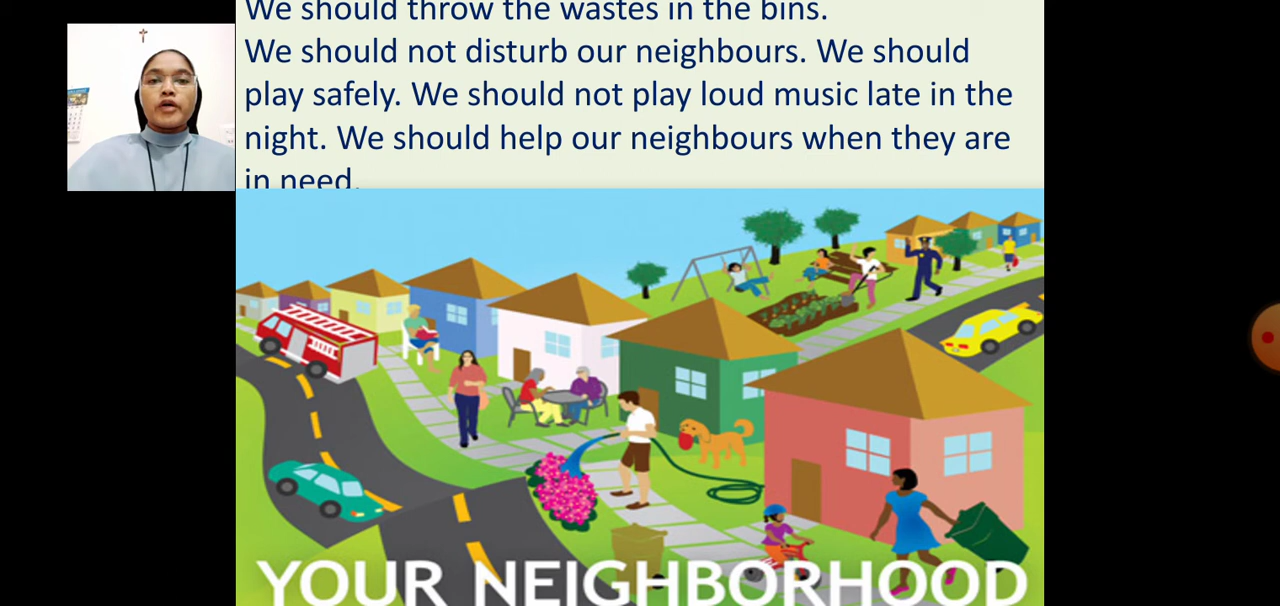 We should throw the wastes in the bins.
We should not disturb our neighbours. We should
play safely. We should not play loud music late in the
night. We should help our neighbours when they are
in need.
YOUR NEIGHBORHOOD